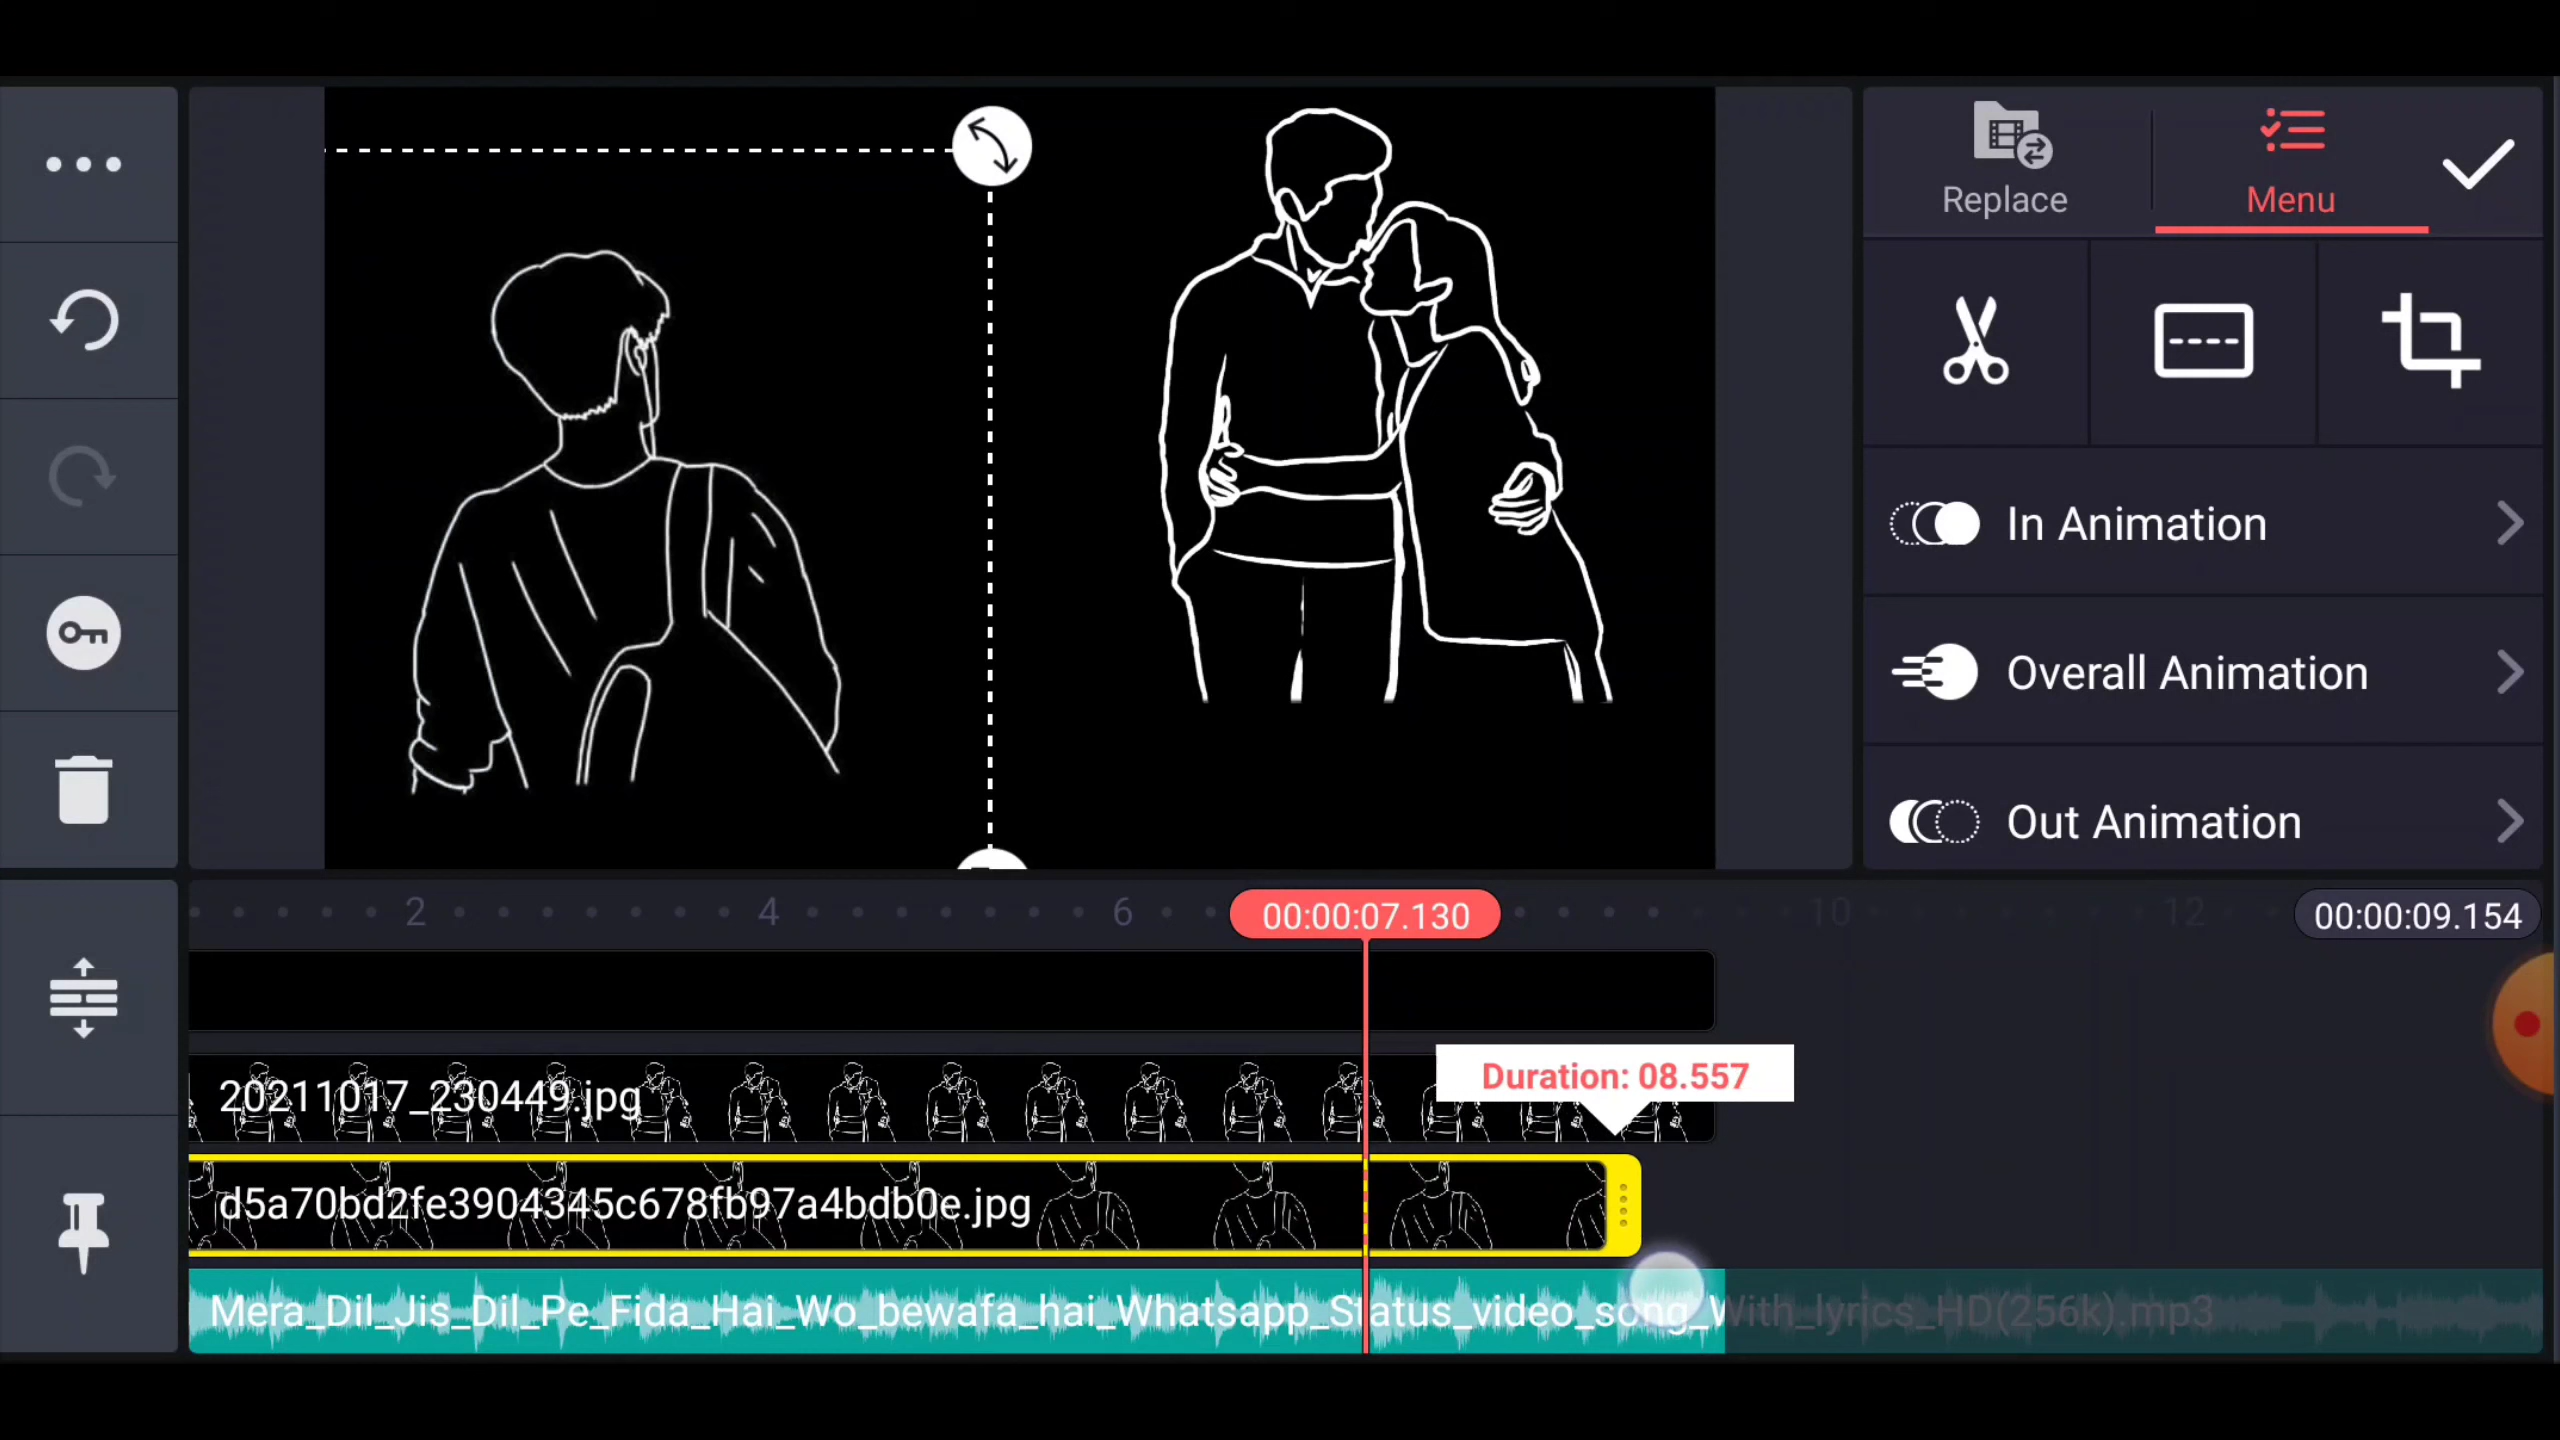 Replace
Menu
In Animation
Overall Animation
Out Animation
2
4
6
00:00:07.130
10
12
00:00:09.154
20211017_230449.jpg
Duration: 08.557
d5a70bd2fe3904345c678fb97a4bdb0e.jpg
Mera_Dil_Jis_Dil_Pe_Fida_Hai_Wo_bewafa_hai_Whatsapp_Status_video_song_With_lyrics_HD(256k).mp3